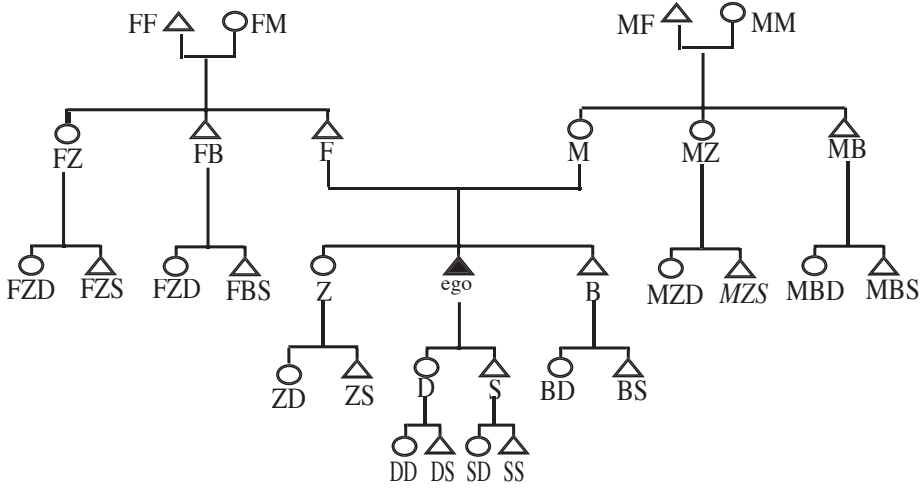 FF FM MF MM
FZ FB F M MZ MB
FZD FZS FZD FBS Z ego B MZD MZS MBD MBS
ZD ZS D S BD BS
DD DS SD SS